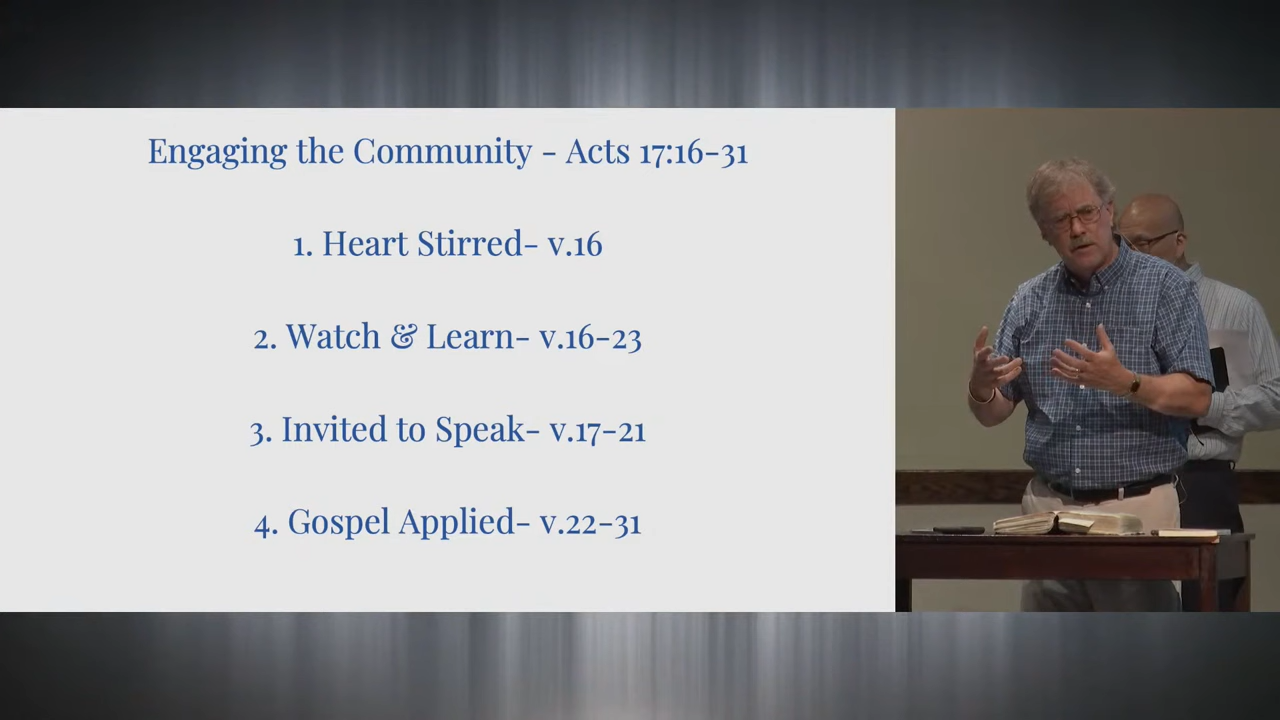 Engaging the Community - Acts 17:16-31
1. Heart Stirred- v.16
2. Watch & Learn- v.16-23
3. Invited to Speak- v.17-21
4. Gospel Applied- v.22-31